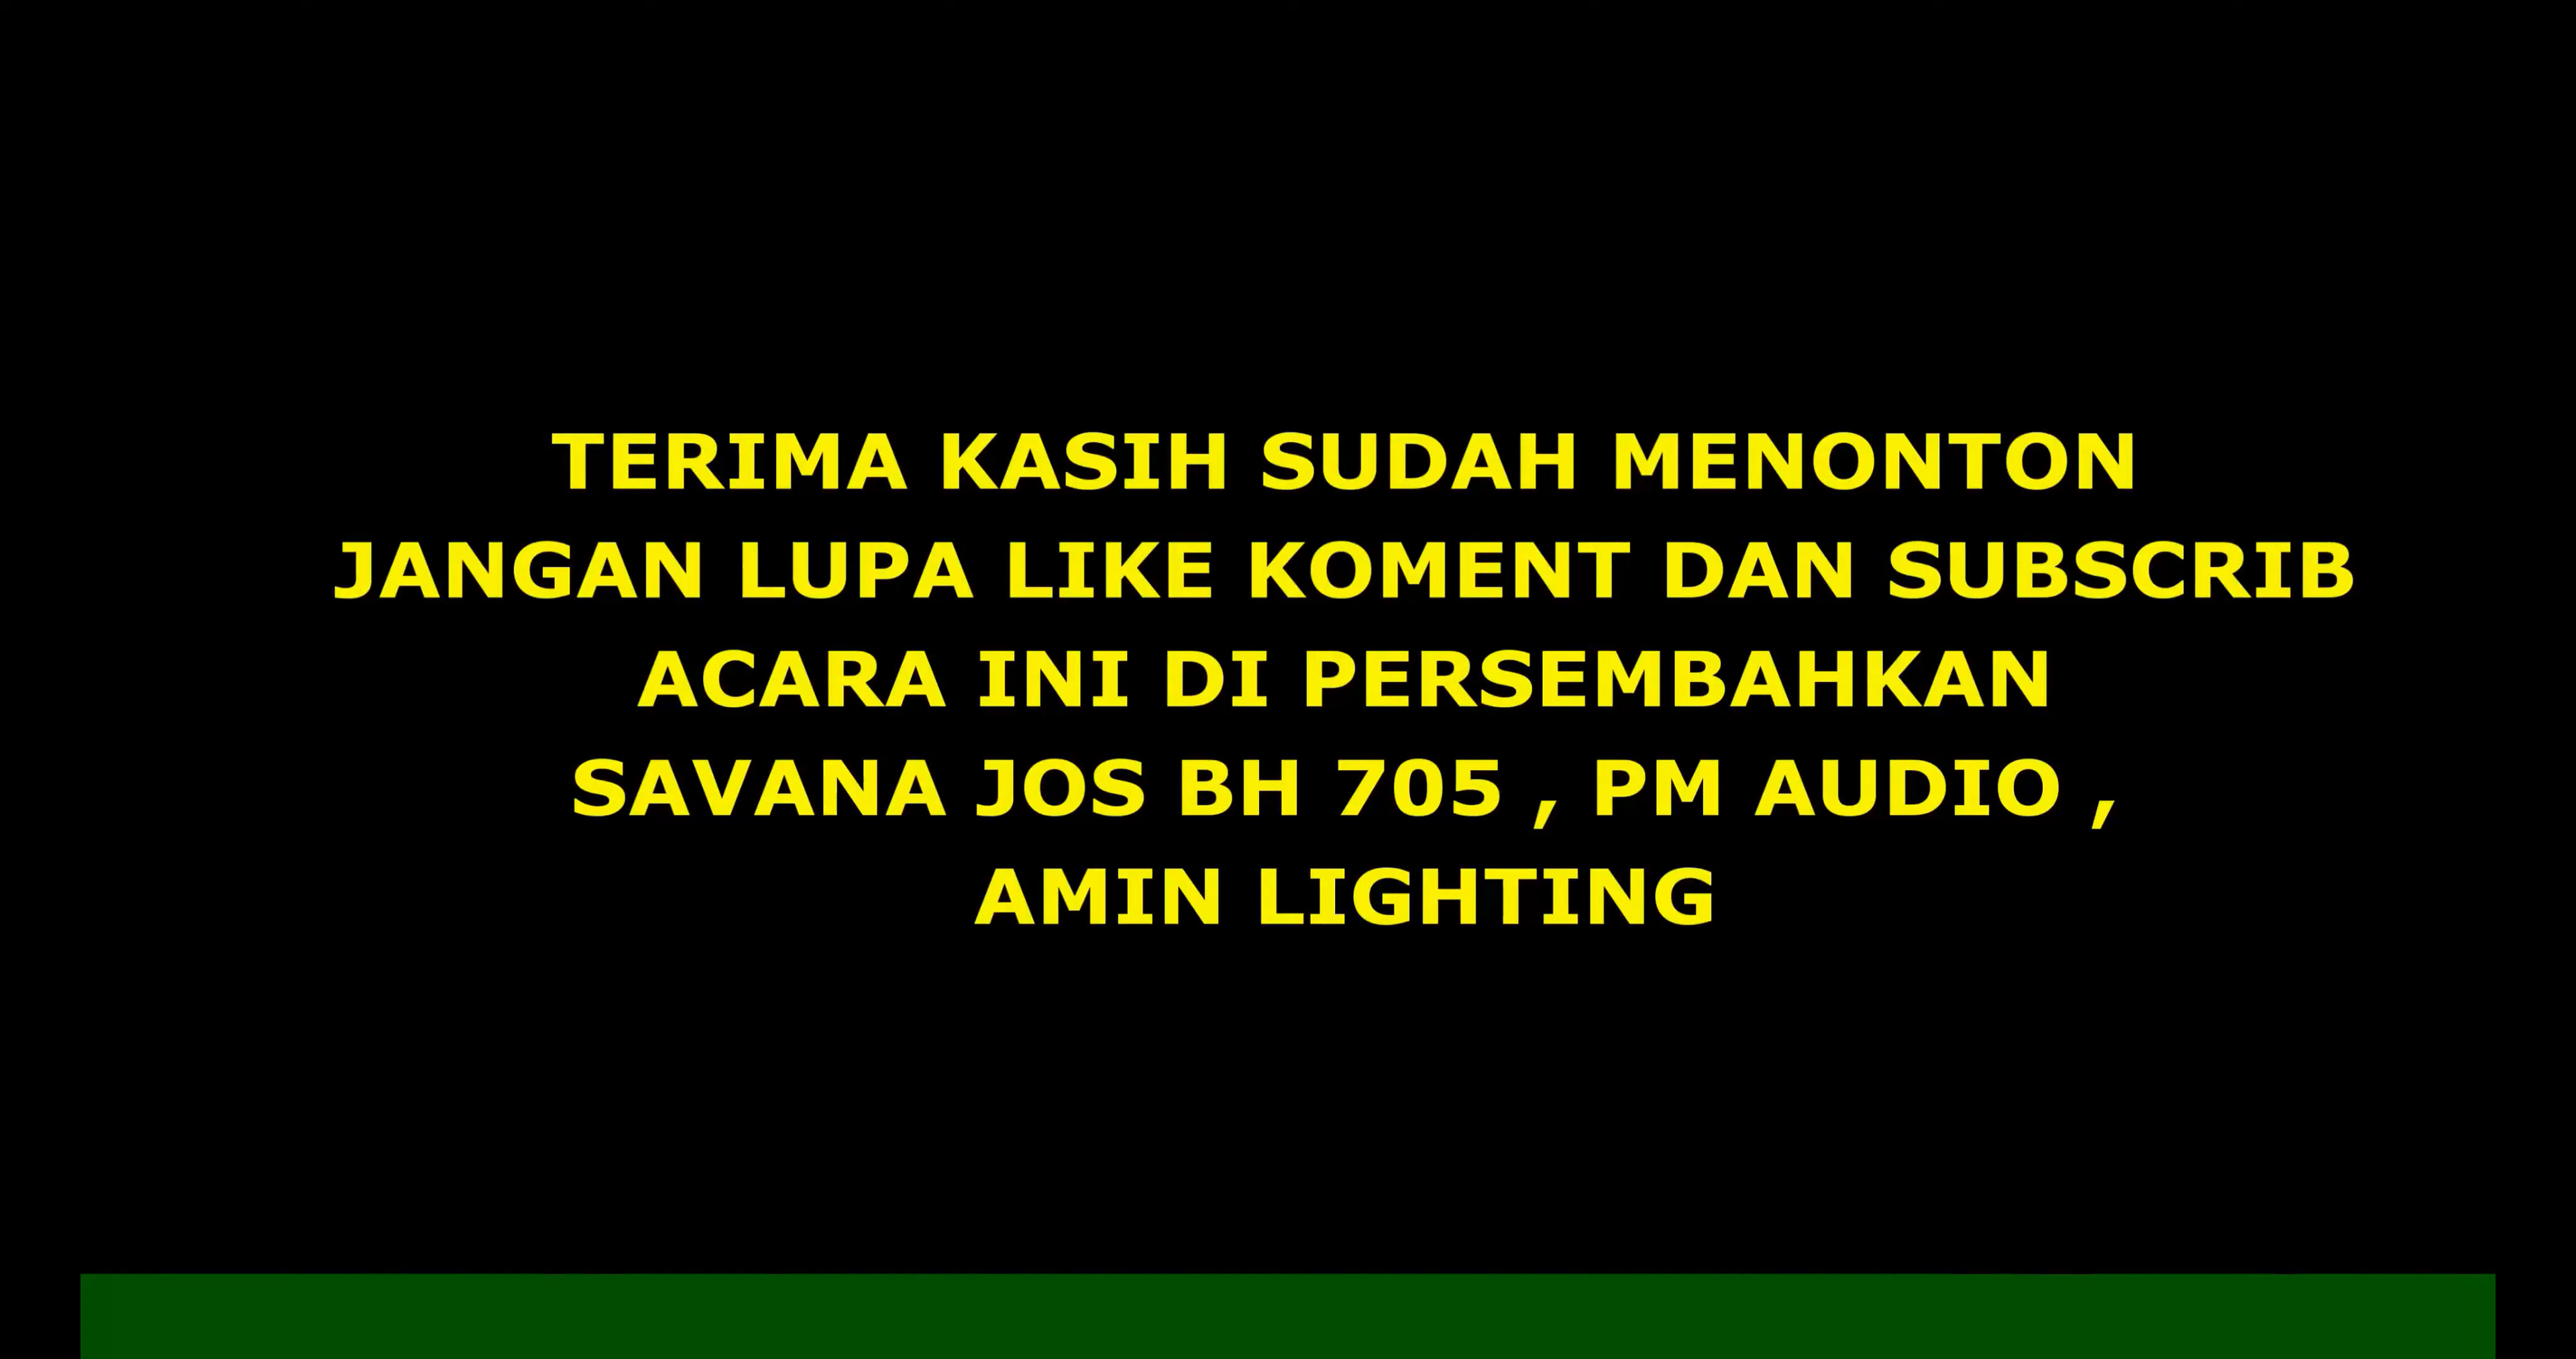 TERIMA KASIH SUDAH MENONTON
JANGAN LUPA LIKE KOMENT DAN SUBSCRIB
ACARA INI DI PERSEMBAHKAN
SAVANA JOS BH 705 , PM AUDIO ,
AMIN LIGHTING